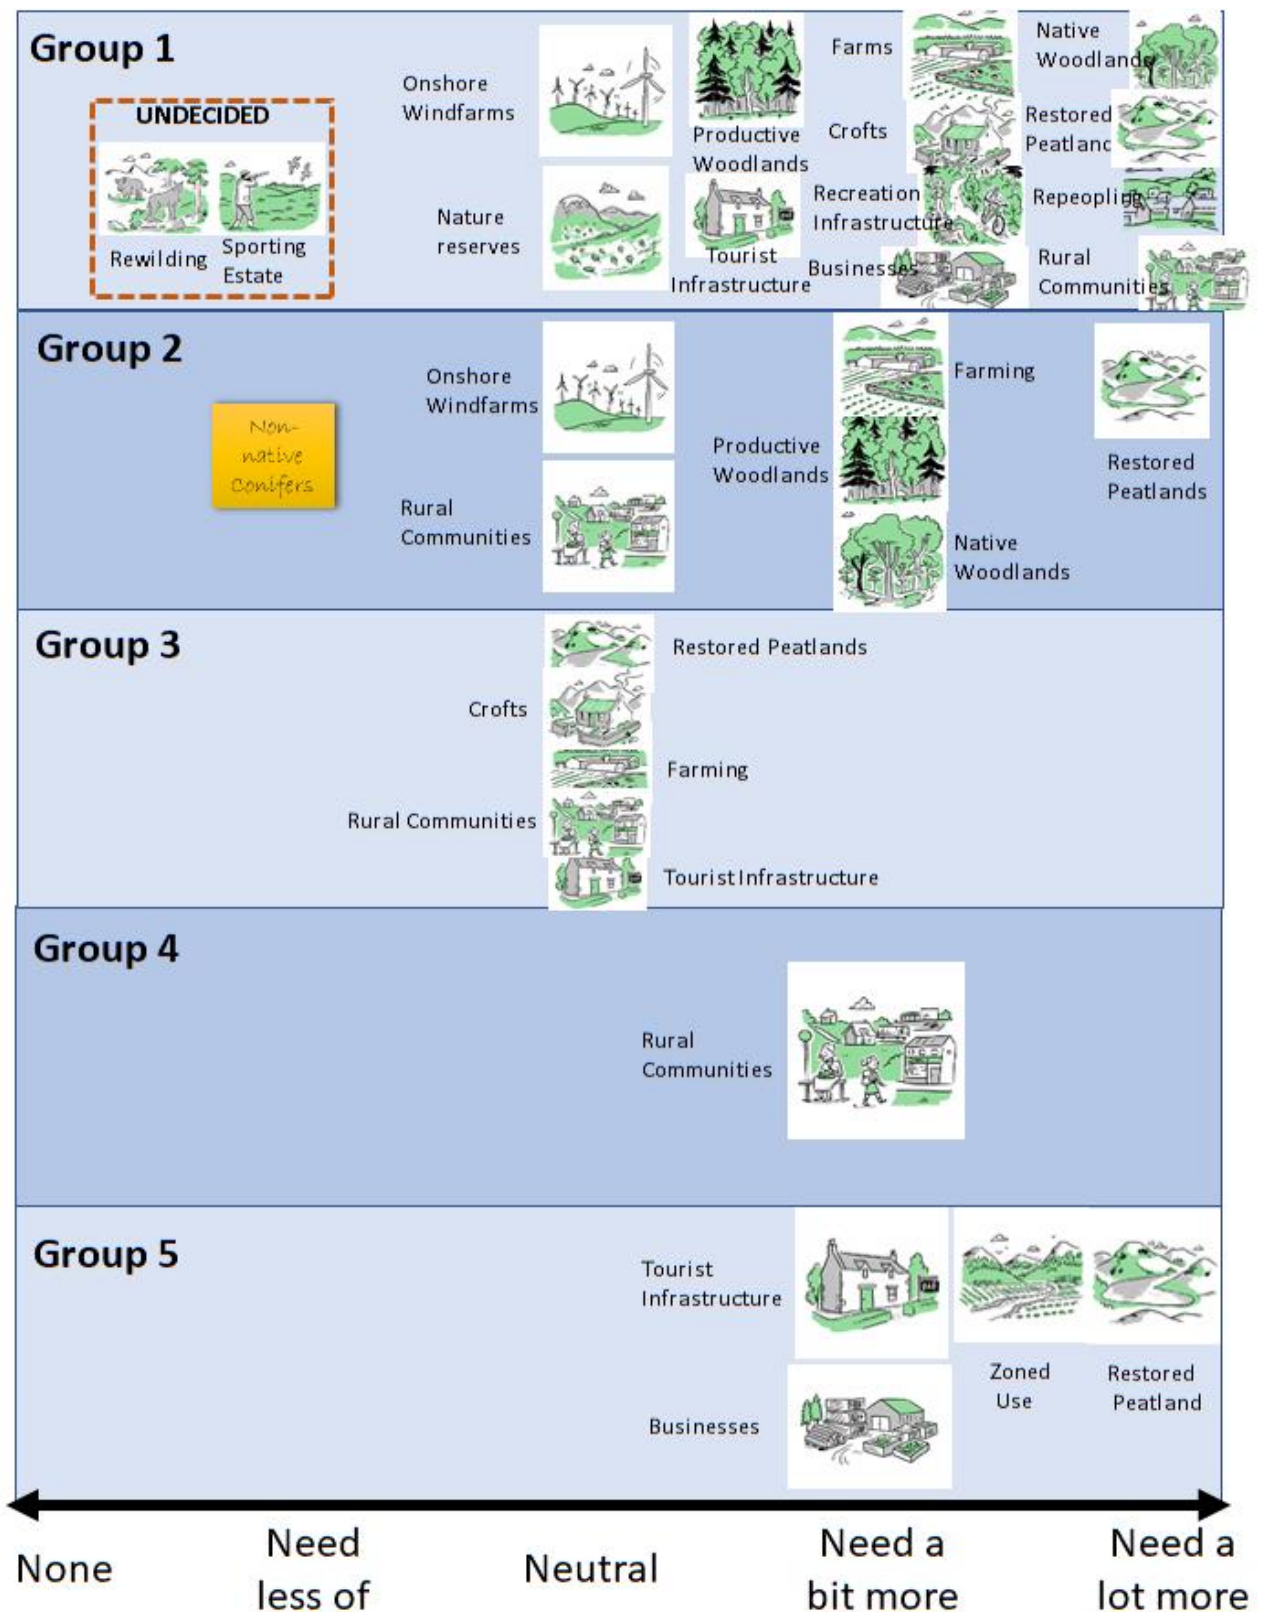 Group 1
UNDECIDED
Rewilding
Sporting
Estate
Onshore
Windfarms
Nature
reserves
Productive
Woodlands
Tourist
Infrastructure
Farms
Crofts
Recreation
Infrastructure
Businesses
Native
Woodlands
Restored
Peatlanc
Repeopling
Rural
Communities
Group 2
Non-
native
Conifers
Onshore
Windfarms
Rural
Communities
Productive
Woodlands
Farming
Native
Woodlands
Restored
Peatlands
Group 3
Restored Peatlands
Crofts
Farming
Rural Communities
Tourist Infrastructure
Group 4
Rural
Communities
Group 5
Tourist
Infrastructure
Businesses
Zoned
Use
Restored
Peatland
None
Need
less of
Neutral
Need a
bit more
Need a
lot more